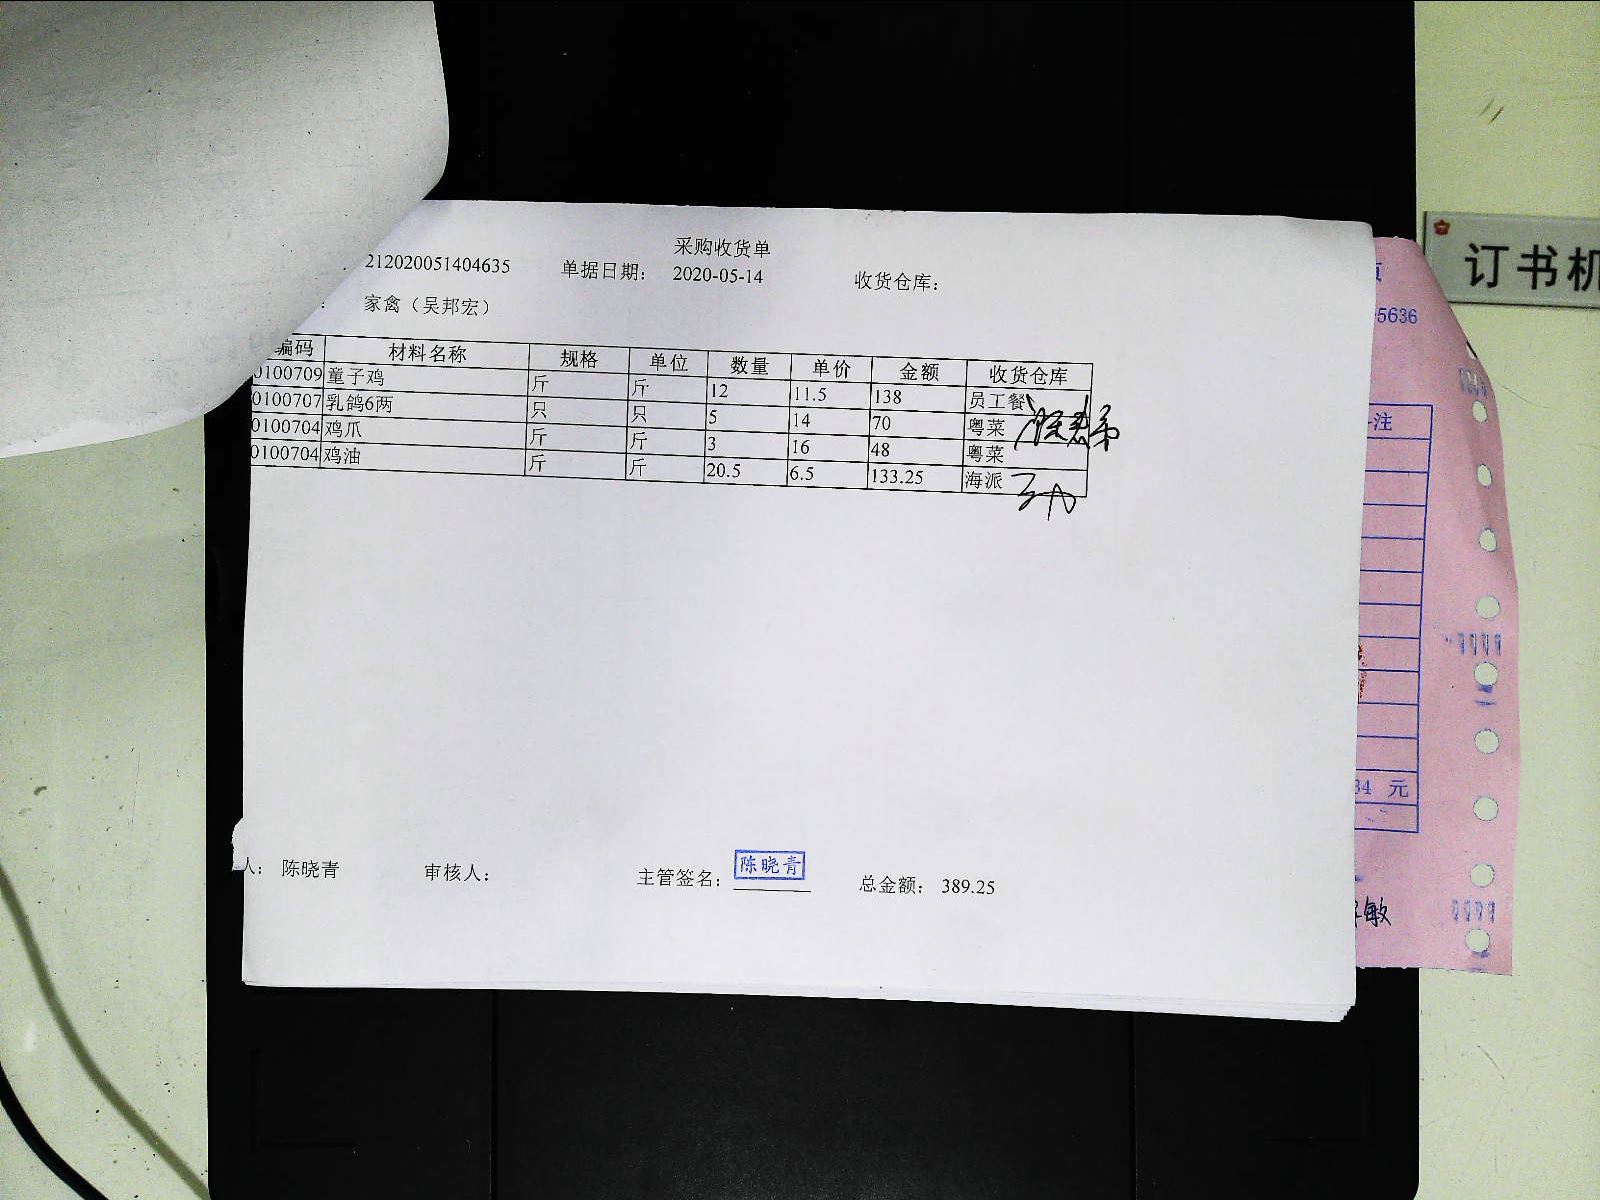 采购收货单
212020051404635 单据日期： 2020-05-14 收货仓库：
： 家禽（吴邦宏）
编码 材料名称 规格 单位 数量 单价 金额 收货仓库
0100709 童子鸡 斤 斤 12 11.5 138 员工餐
0100707 乳鸽6两 只 只 5 14 70 粤菜
0100704 鸡爪 斤 斤 3 16 48 粤菜
0100704 鸡油 斤 斤 20.5 6.5 133.25 海派
人： 陈晓青 审核人： 主管签名： 陈晓青 总金额： 389.25
订书机
5636
注
34 元
敏